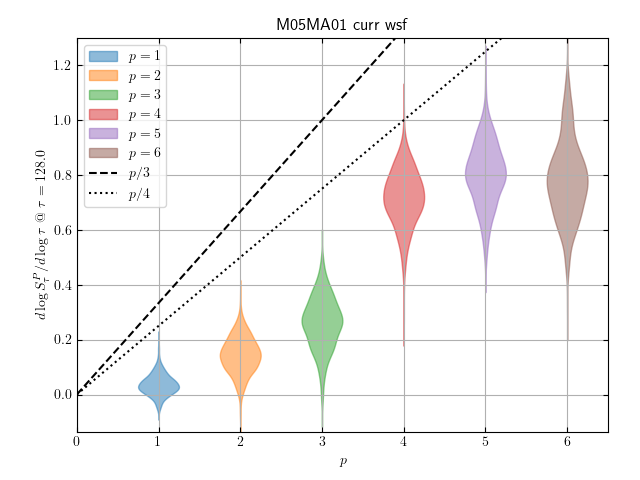 M05MA01 curr wsf
d log S_τ^P / d log τ @ τ = 128.0
1.2
1.0
0.8
0.6
0.4
0.2
0.0
p = 1
p = 2
p = 3
p = 4
p = 5
p = 6
p/3
p/4
0 1 2 3 4 5 6
p